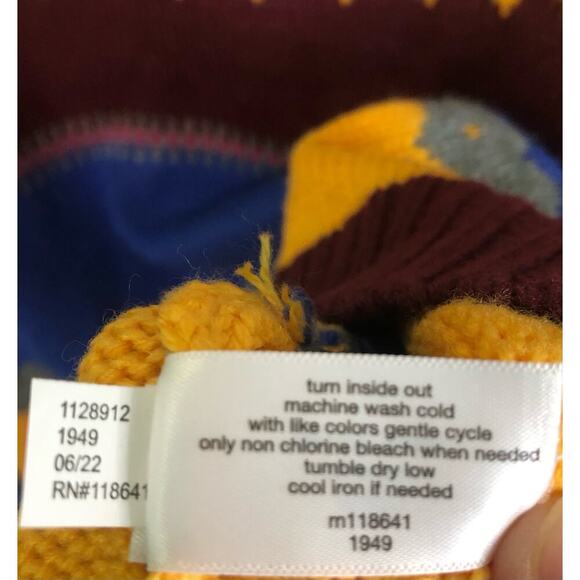 1128912
1949
06/22
RN#118641
turn inside out
machine wash cold
with like colors gentle cycle
only non chlorine bleach when needed
tumble dry low
cool iron if needed
rn118641
1949